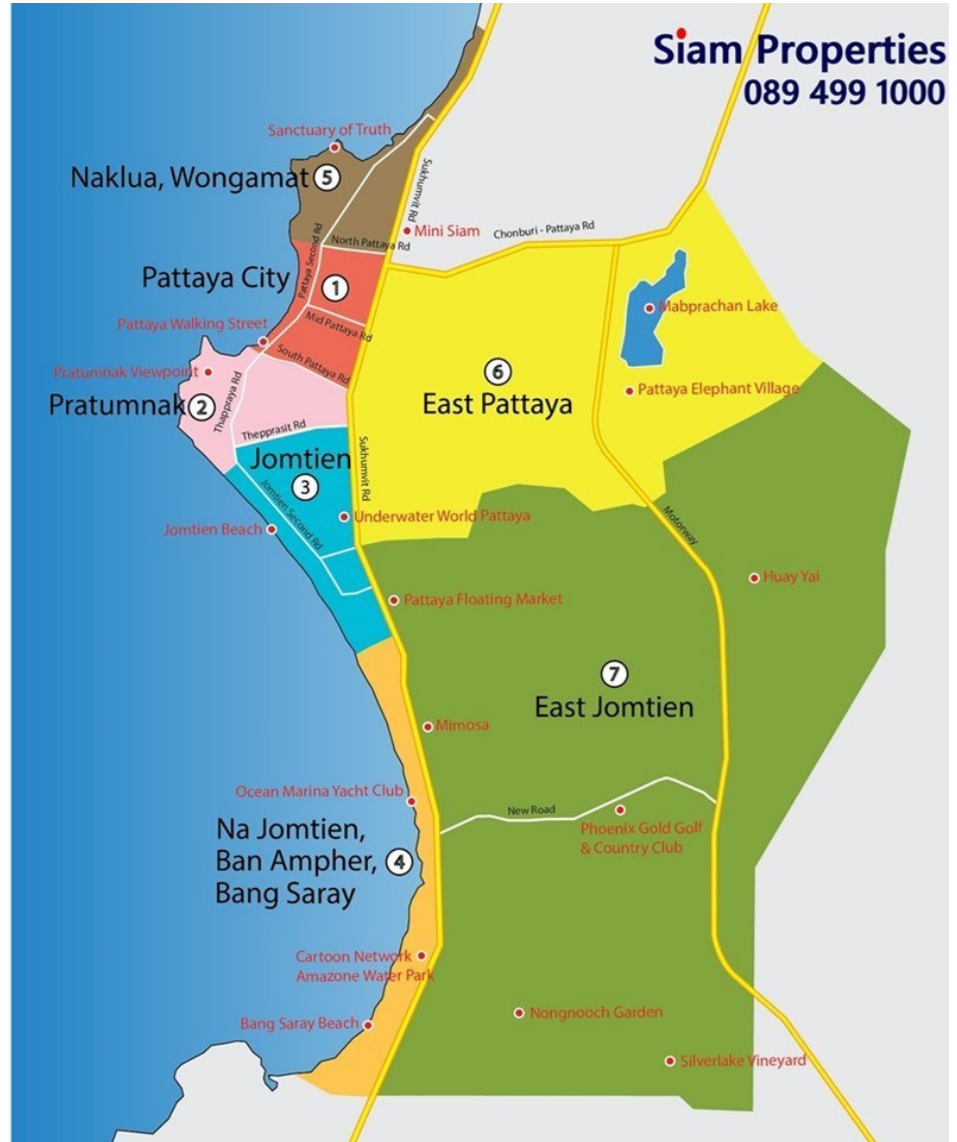 Siam Properties
089 499 1000
Sanctuary of Truth
Naklua, Wongamat 5
Sukhumvit Rd
Mini Siam
Chonburi - Pattaya Rd
North Pattaya Rd
Pattaya Second Rd
Pattaya City
1
Mabprachan Lake
Pattaya Walking Street
Mid Pattaya Rd
South Pattaya Rd
Pratumnak Viewpoint
6
Pattaya Elephant Village
Pratumnak 2
Thappraya Rd
East Pattaya
Thepprasit Rd
Jomtien
3
Sukhumvit Rd
Jomtien Second Rd
Underwater World Pattaya
Jomtien Beach
Motorway
Huay Yai
Pattaya Floating Market
7
East Jomtien
Mimosa
Ocean Marina Yacht Club
New Road
Phoenix Gold Golf
& Country Club
Na Jomtien,
Ban Ampher, 4
Bang Saray
Cartoon Network
Amazone Water Park
Nongnooch Garden
Bang Saray Beach
Silverlake Vineyard